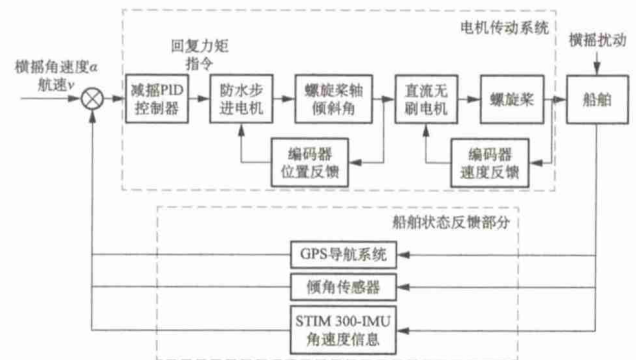 电机传动系统
回复力矩
指令
横摇扰动
横摇角速度α
航速v
减摇PID
控制器
防水步
进电机
螺旋桨轴
倾斜角
直流无
刷电机
螺旋桨
船舶
编码器
位置反馈
编码器
速度反馈
船舶状态反馈部分
GPS导航系统
倾角传感器
STIM 300-IMU
角速度信息